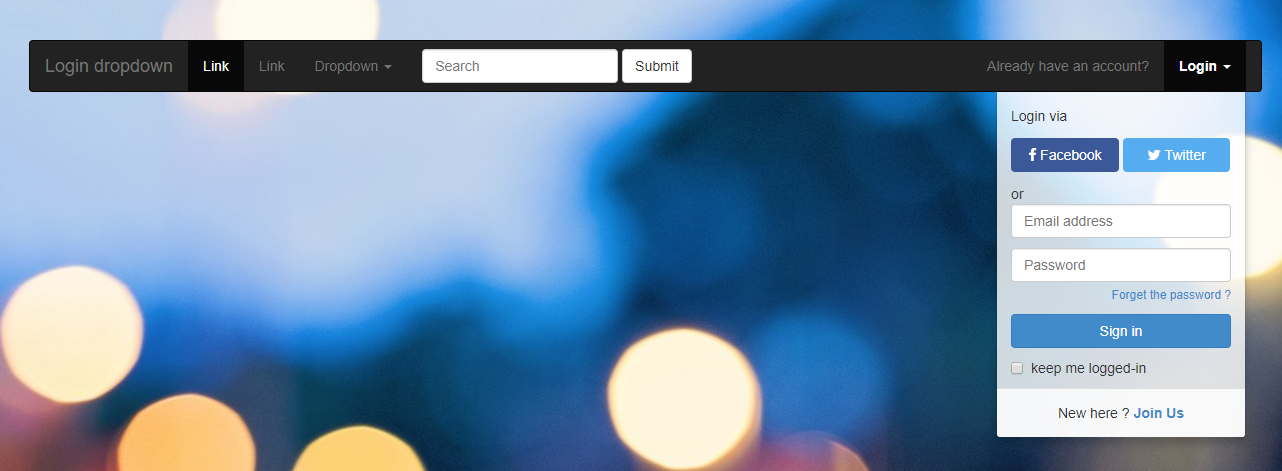 Login dropdown Link Link Dropdown Search Submit Already have an account? Login
Login via
Facebook Twitter
or
Email address
Password
Forget the password ?
Sign in
keep me logged-in
New here ? Join Us